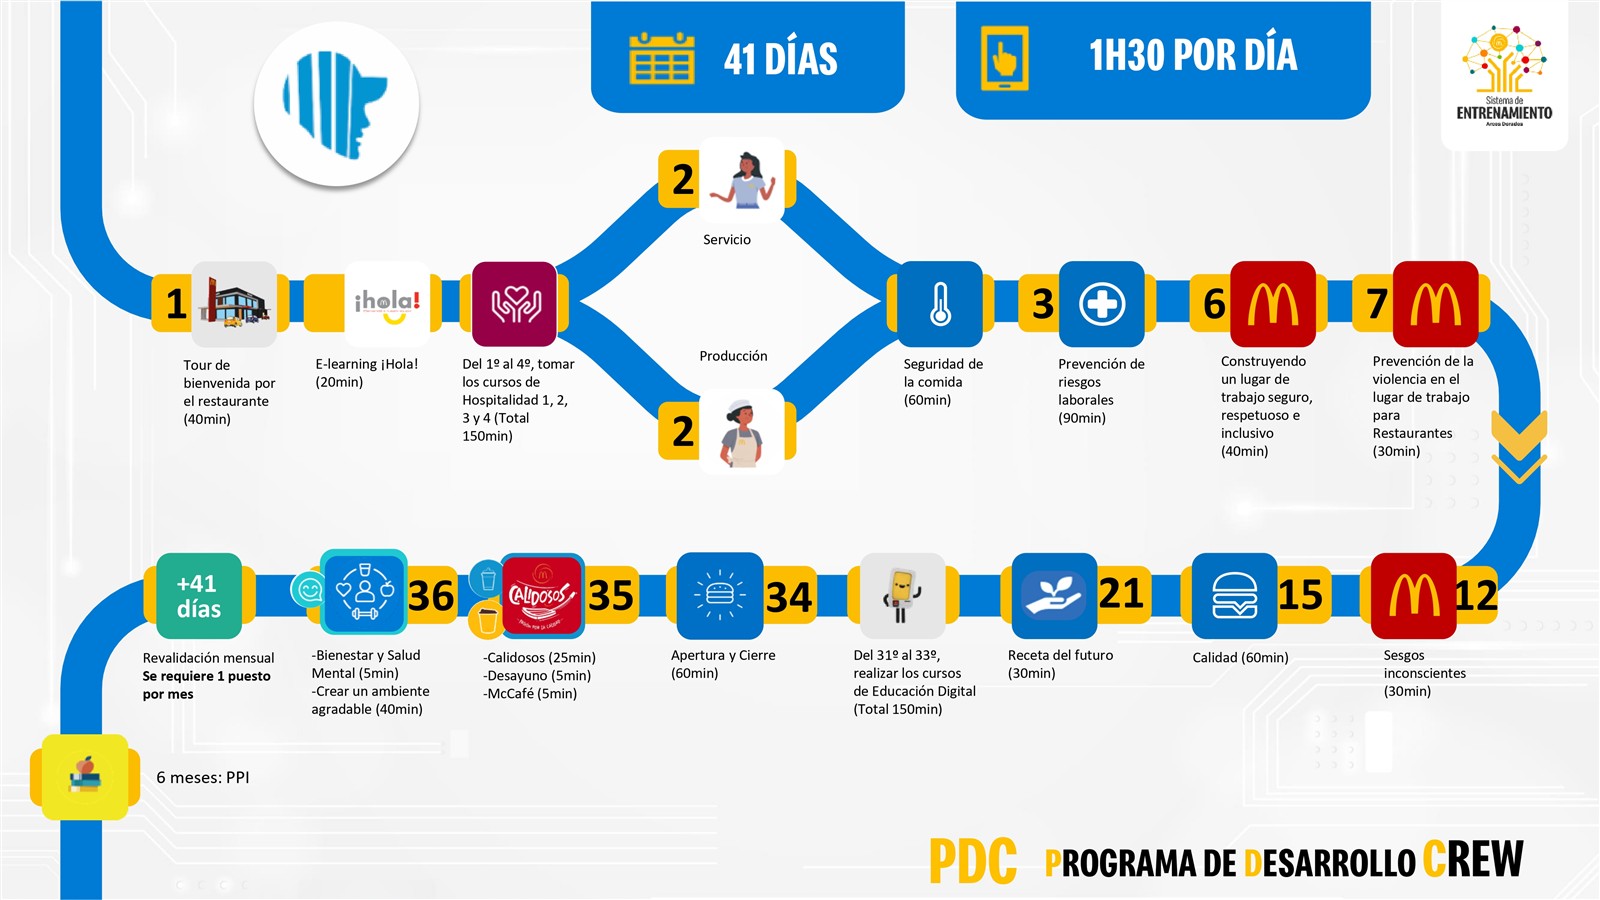 41 DÍAS
1H30 POR DÍA
Sistema de
ENTRENAMIENTO
Arcos Dorados
2
Servicio
1
Tour de
bienvenida por
el restaurante
(40min)
¡hola!
E-learning ¡Hola!
(20min)
Del 1º al 4º, tomar
los cursos de
Hospitalidad 1, 2,
3 y 4 (Total
150min)
Producción
2
Seguridad de
la comida
(60min)
3
Prevención de
riesgos
laborales
(90min)
6
Construyendo
un lugar de
trabajo seguro,
respetuoso e
inclusivo
(40min)
7
Prevención de la
violencia en el
lugar de trabajo
para
Restaurantes
(30min)
+41
días
Revalidación mensual
Se requiere 1 puesto
por mes
36
-Bienestar y Salud
Mental (5min)
-Crear un ambiente
agradable (40min)
CALIDOSOS
35
-Calidosos (25min)
-Desayuno (5min)
-McCafé (5min)
34
Apertura y Cierre
(60min)
Del 31º al 33º,
realizar los cursos
de Educación Digital
(Total 150min)
21
Receta del futuro
(30min)
15
Calidad (60min)
12
Sesgos
inconscientes
(30min)
6 meses: PPI
PDC PROGRAMA DE DESARROLLO CREW